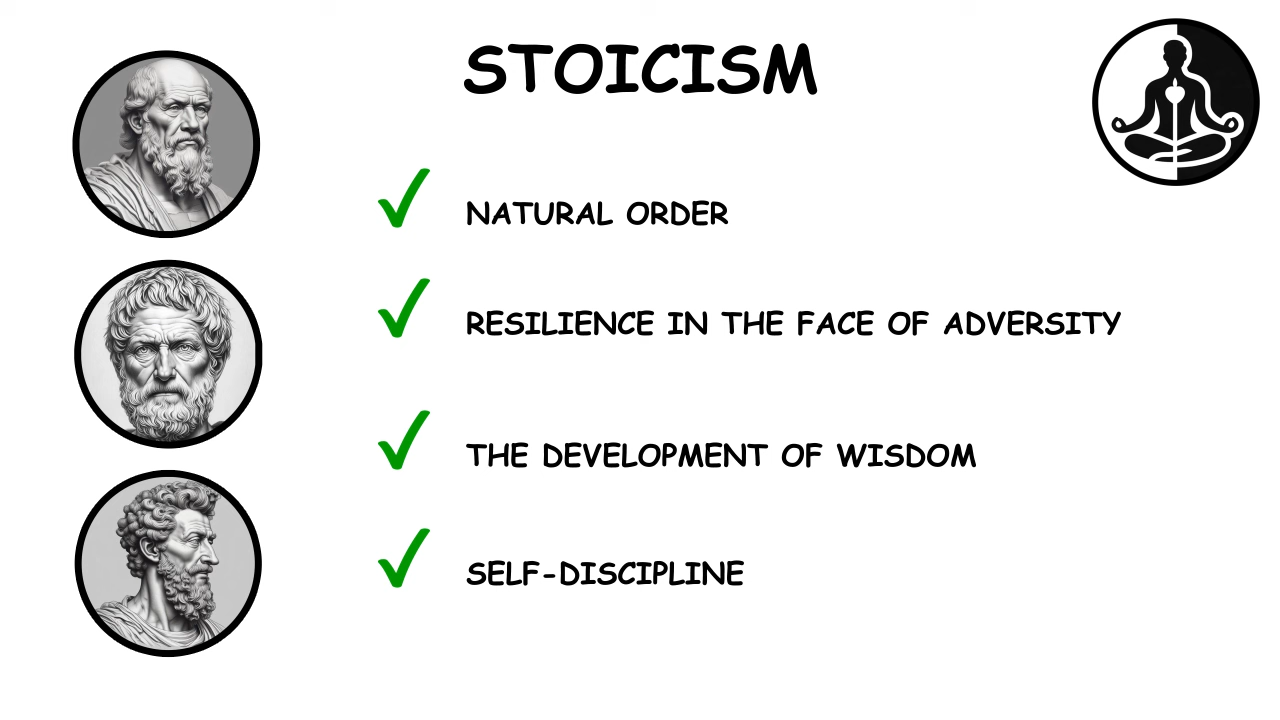 STOICISM
NATURAL ORDER
RESILIENCE IN THE FACE OF ADVERSITY
THE DEVELOPMENT OF WISDOM
SELF-DISCIPLINE